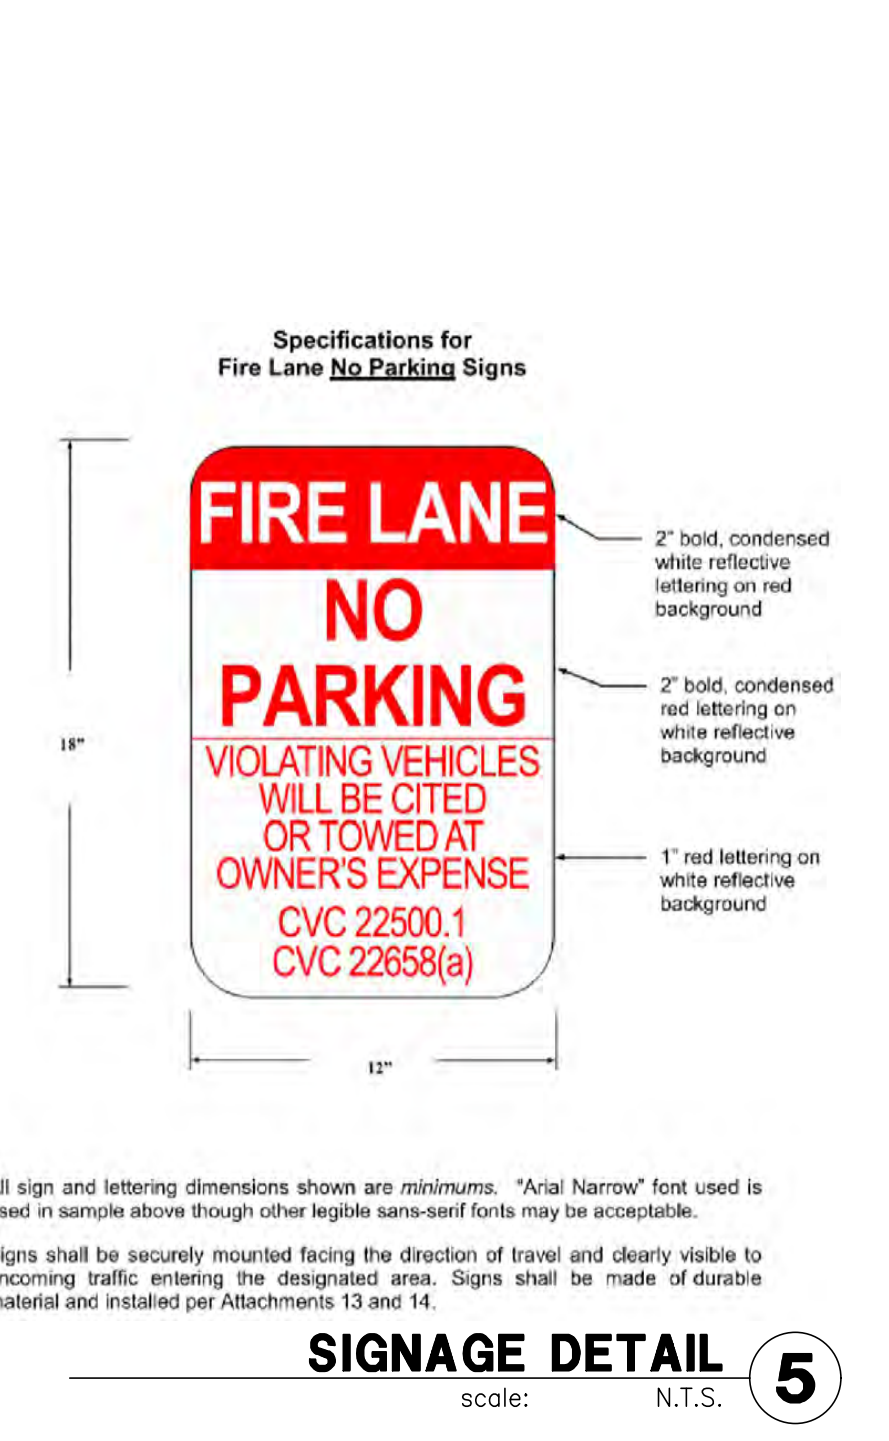 Specifications for
Fire Lane No Parking Signs
FIRE LANE
2" bold, condensed
white reflective
lettering on red
background
NO
PARKING
2" bold, condensed
red lettering on
white reflective
background
18"
VIOLATING VEHICLES
WILL BE CITED
OR TOWED AT
OWNER'S EXPENSE
CVC 22500.1
CVC 22658(a)
1" red lettering on
white reflective
background
12"
ll sign and lettering dimensions shown are minimums. "Arial Narrow" font used is
sed in sample above though other legible sans-serif fonts may be acceptable.
igns shall be securely mounted facing the direction of travel and clearly visible to
ncoming traffic entering the designated area. Signs shall be made of durable
naterial and installed per Attachments 13 and 14.
SIGNAGE DETAIL
5
scale: N.T.S.